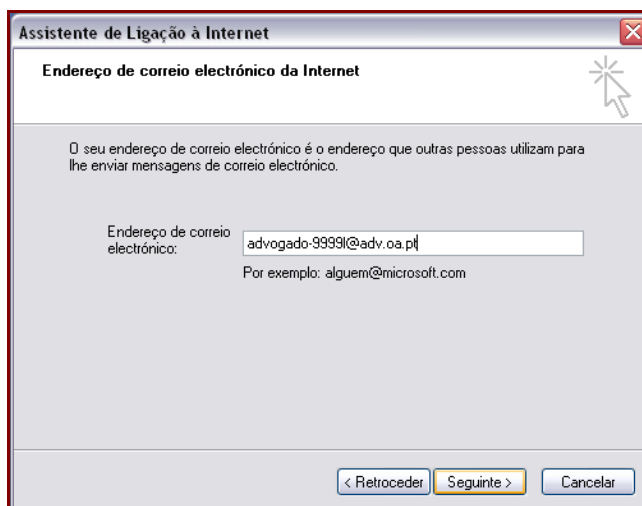 Assistente de Ligação à Internet
Endereço de correio electrónico da Internet
O seu endereço de correio electrónico é o endereço que outras pessoas utilizam para
lhe enviar mensagens de correio electrónico.
Endereço de correio
electrónico:
advogado-9999l@adv.oa.pt
Por exemplo: alguem@microsoft.com
< Retroceder
Seguinte >
Cancelar